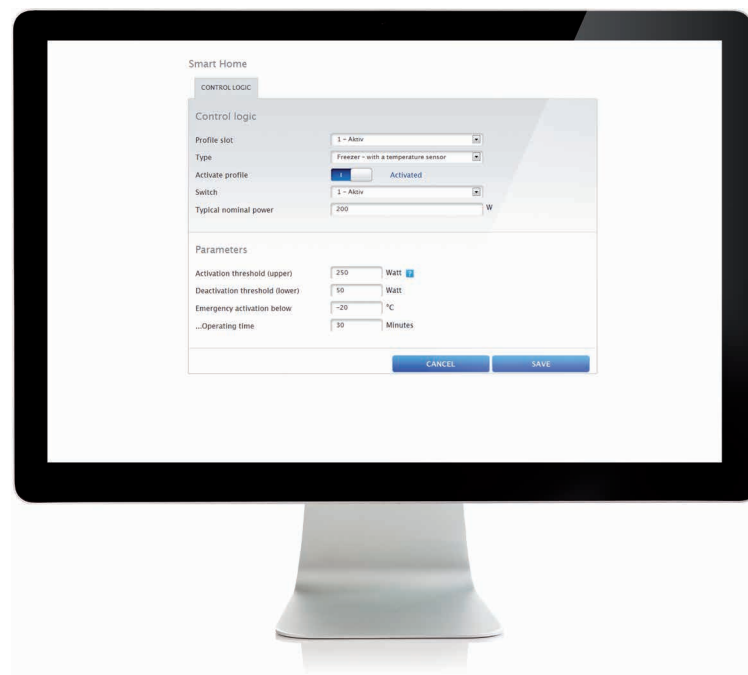 Smart Home
CONTROL LOGIC
Control logic
Profile slot 1 – Aktiv
Type Freezer – with a temperature sensor
Activate profile I Activated
Switch 1 – Aktiv
Typical nominal power 200 W
Parameters
Activation threshold (upper) 250 Watt ?
Deactivation threshold (lower) 50 Watt
Emergency activation below –20 °C
...Operating time 30 Minutes
CANCEL SAVE